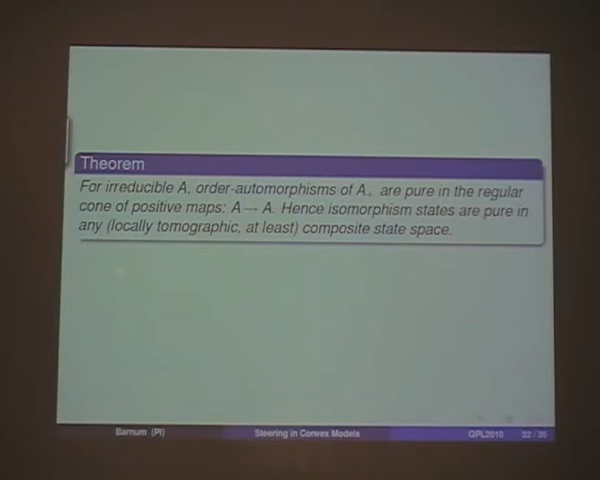 Theorem
For irreducible A, order-automorphisms of A₊ are pure in the regular
cone of positive maps: A → A. Hence isomorphism states are pure in
any (locally tomographic, at least) composite state space.
Barnum (PI) Steering in Convex Models QPL2010 22 / 35